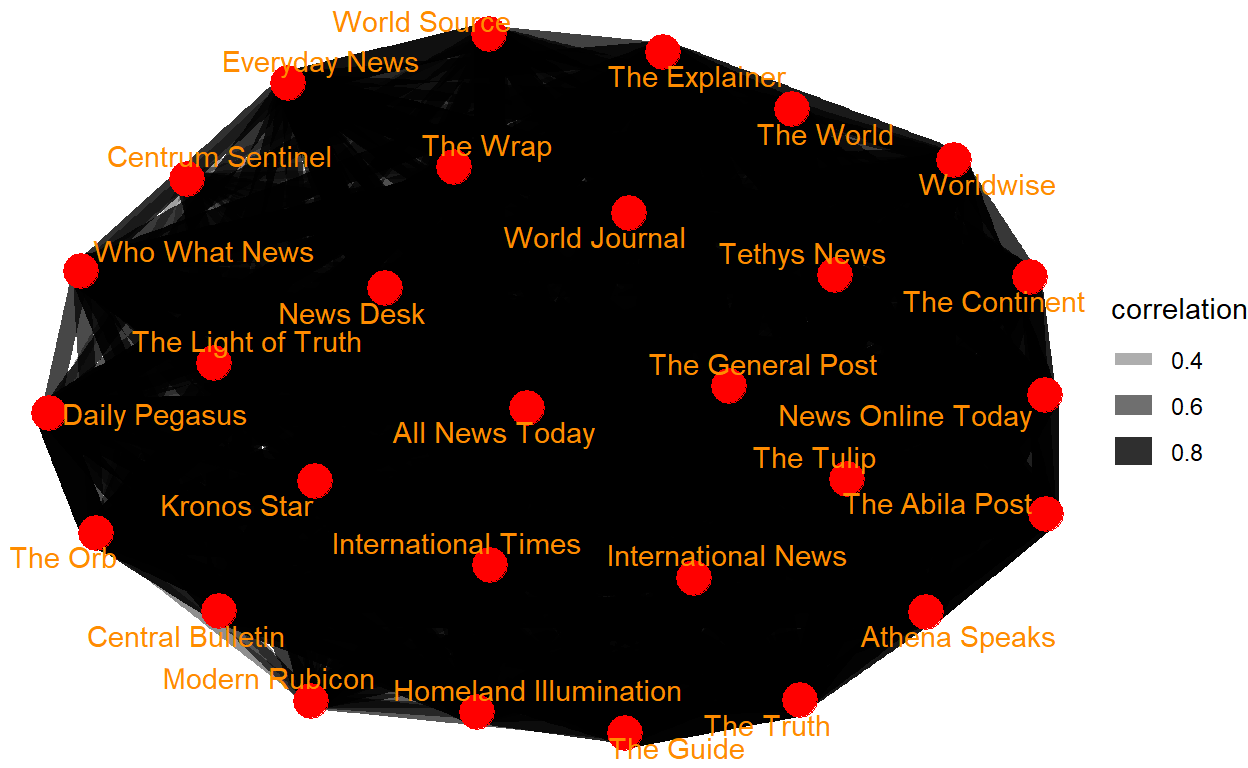 World Source
Everyday News
The Explainer
The World
The Wrap
Centrum Sentinel
Worldwise
World Journal
Who What News
Tethys News
The Continent
News Desk
The Light of Truth
The General Post
Daily Pegasus
News Online Today
All News Today
The Tulip
Kronos Star
The Abila Post
International Times
International News
The Orb
Central Bulletin
Athena Speaks
Modern Rubicon
Homeland Illumination
The Truth
The Guide
correlation
0.4
0.6
0.8